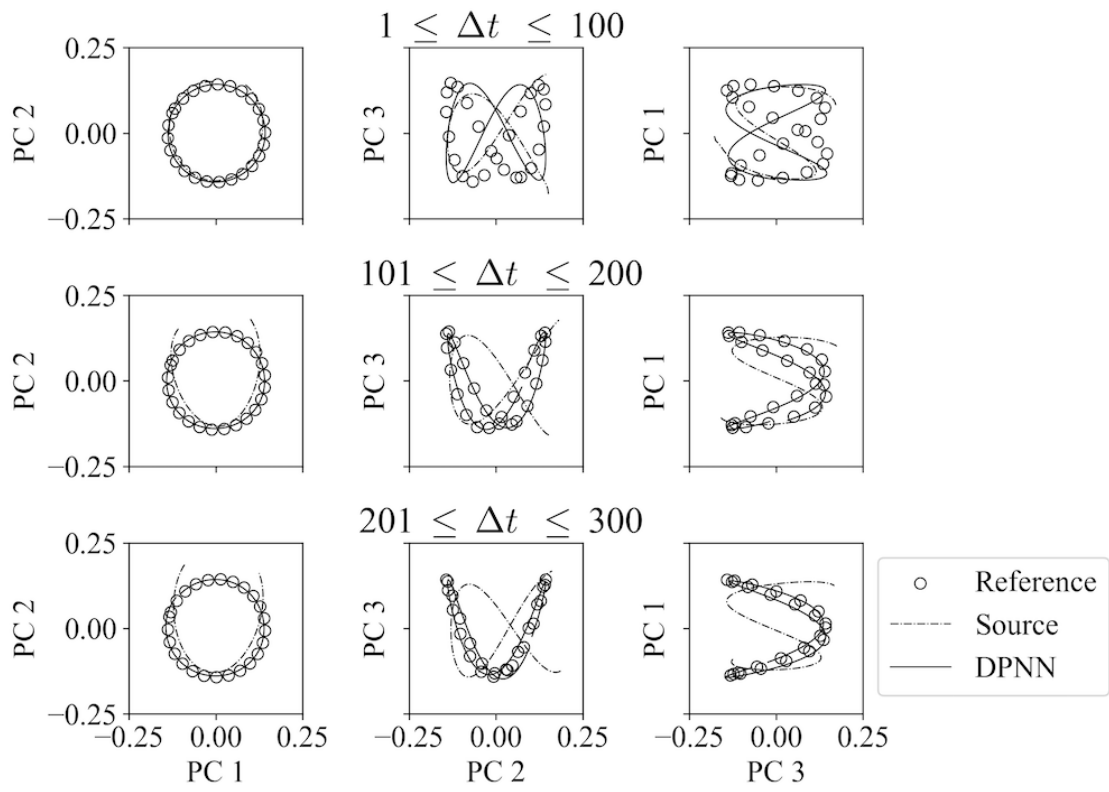 1 ≤ Δt ≤ 100
0.25
0.00
−0.25
PC 2
PC 3
PC 1
101 ≤ Δt ≤ 200
0.25
0.00
−0.25
PC 2
PC 3
PC 1
201 ≤ Δt ≤ 300
0.25
0.00
−0.25
PC 2
PC 3
PC 1
Reference
Source
DPNN
−0.25 0.00 0.25 0.00 0.25
−0.25 0.00 0.25
PC 1 PC 2 PC 3